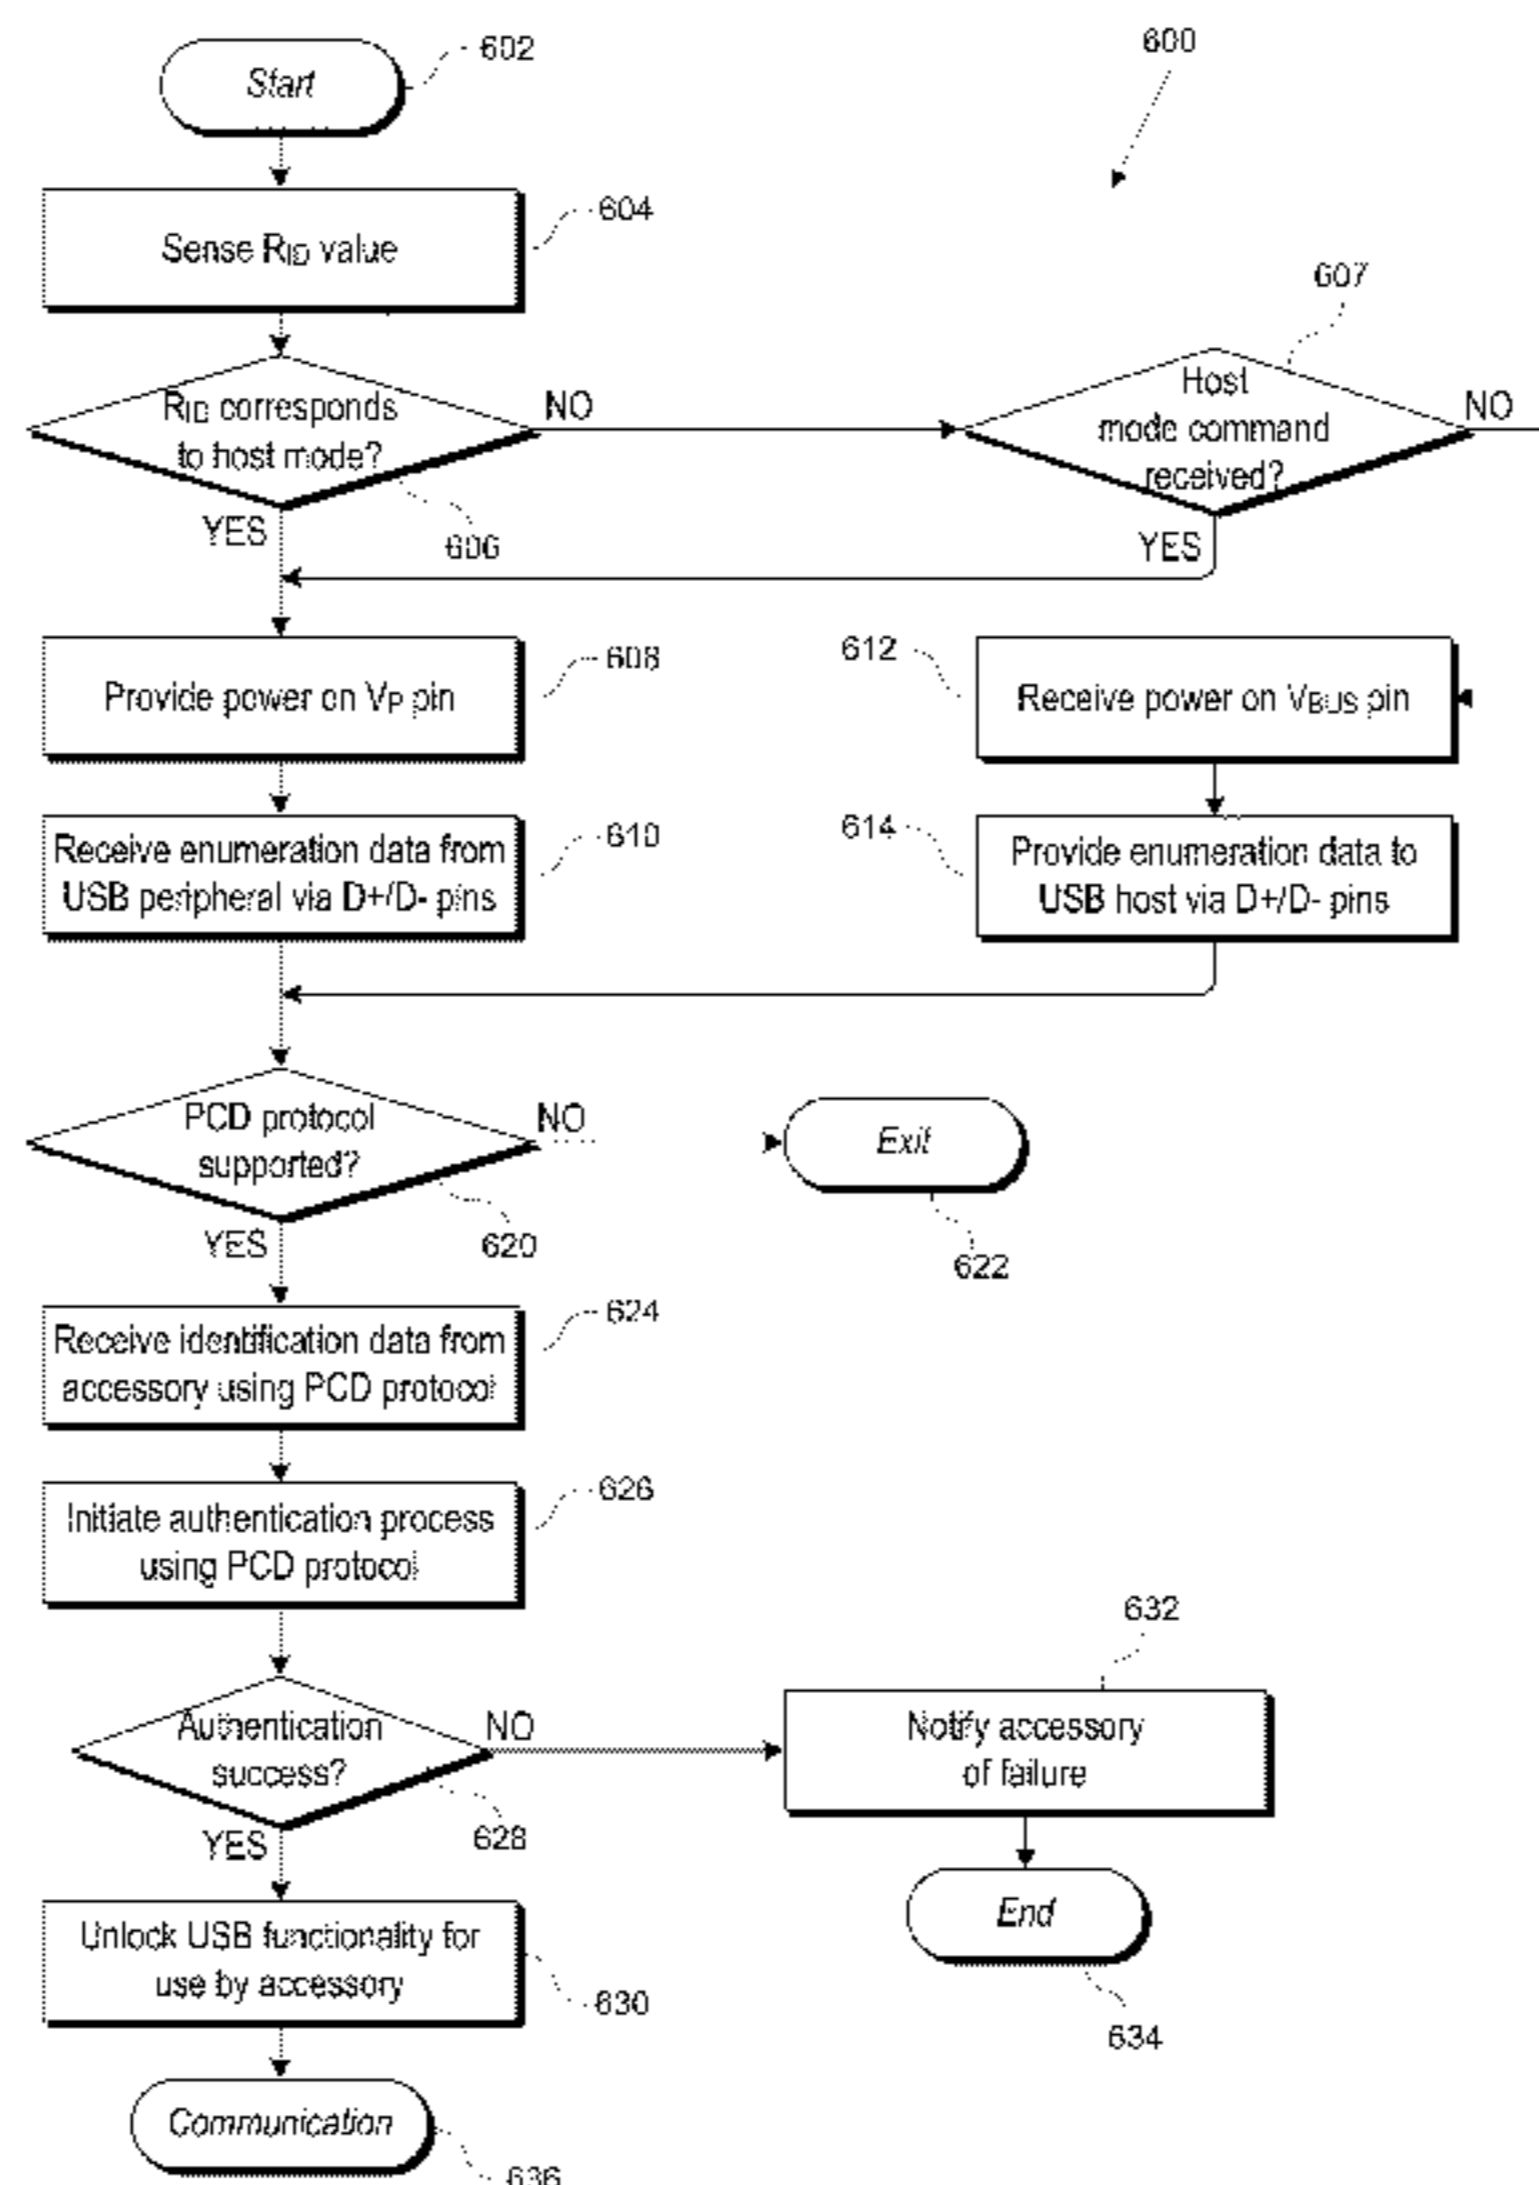 602
600
Start
604
Sense RID value
607
RID corresponds
to host mode?
NO
Host
mode command
received?
NO
YES
606
YES
608
Provide power on VP pin
612
Receive power on VBUS pin
610
Receive enumeration data from
USB peripheral via D+/D- pins
614
Provide enumeration data to
USB host via D+/D- pins
PCD protocol
supported?
NO
Exit
YES
620
622
624
Receive identification data from
accessory using PCD protocol
626
Initiate authentication process
using PCD protocol
632
Authentication
success?
NO
Notify accessory
of failure
YES
628
Unlock USB functionality for
use by accessory
End
630
634
Communication
636